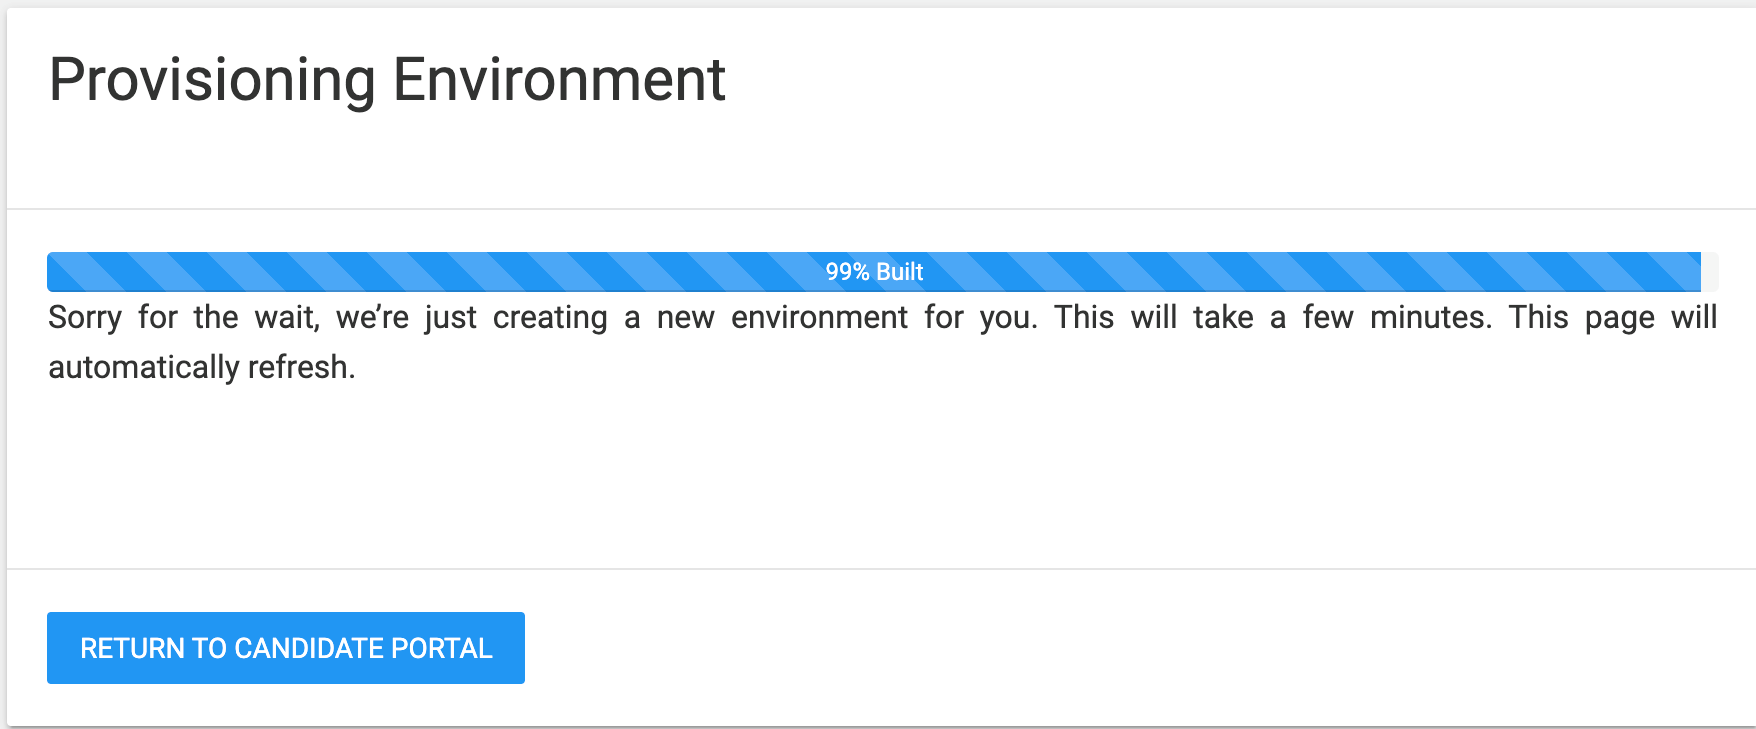 Provisioning Environment
99% Built
Sorry for the wait, we’re just creating a new environment for you. This will take a few minutes. This page will
automatically refresh.
RETURN TO CANDIDATE PORTAL